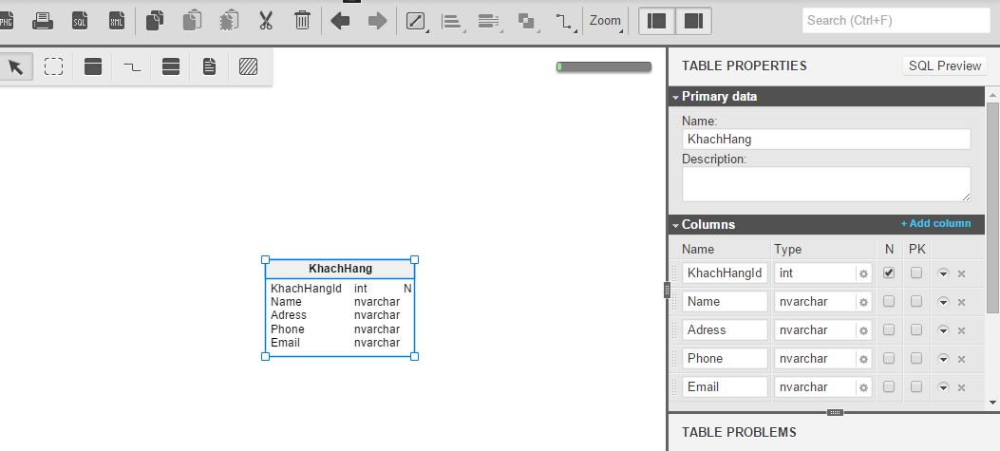 SQL XML Zoom Search (Ctrl+F)
TABLE PROPERTIES SQL Preview
Primary data
Name:
KhachHang
Description:
Columns + Add column
Name Type N PK
KhachHangId int
Name nvarchar
Adress nvarchar
Phone nvarchar
Email nvarchar
TABLE PROBLEMS
KhachHang
KhachHangId int N
Name nvarchar
Adress nvarchar
Phone nvarchar
Email nvarchar